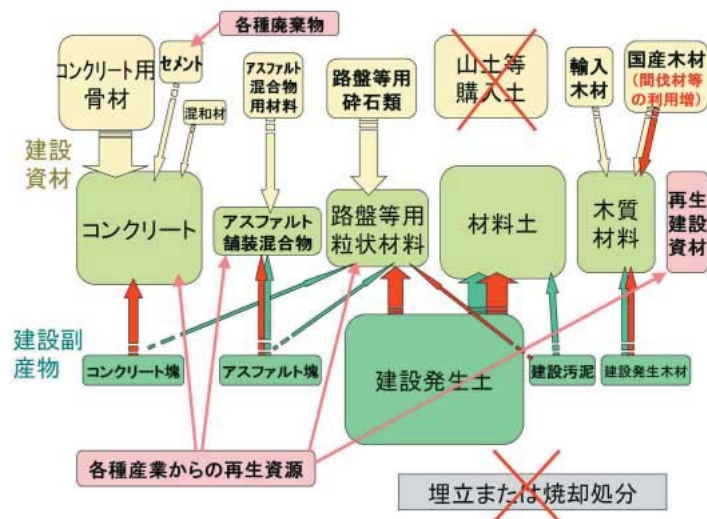 各種廃棄物
コンクリート用
骨材
セメント
混和材
アスファルト
混合物
用材料
路盤等用
砕石類
山土等
購入土
輸入
木材
国産木材
(間伐材等
の利用増)
建設
資材
コンクリート
アスファルト
舗装混合物
路盤等用
粒状材料
材料土
木質
材料
再生
建設
資材
建設副
産物
コンクリート塊
アスファルト塊
建設発生土
建設汚泥
建設発生木材
各種産業からの再生資源
埋立または焼却処分